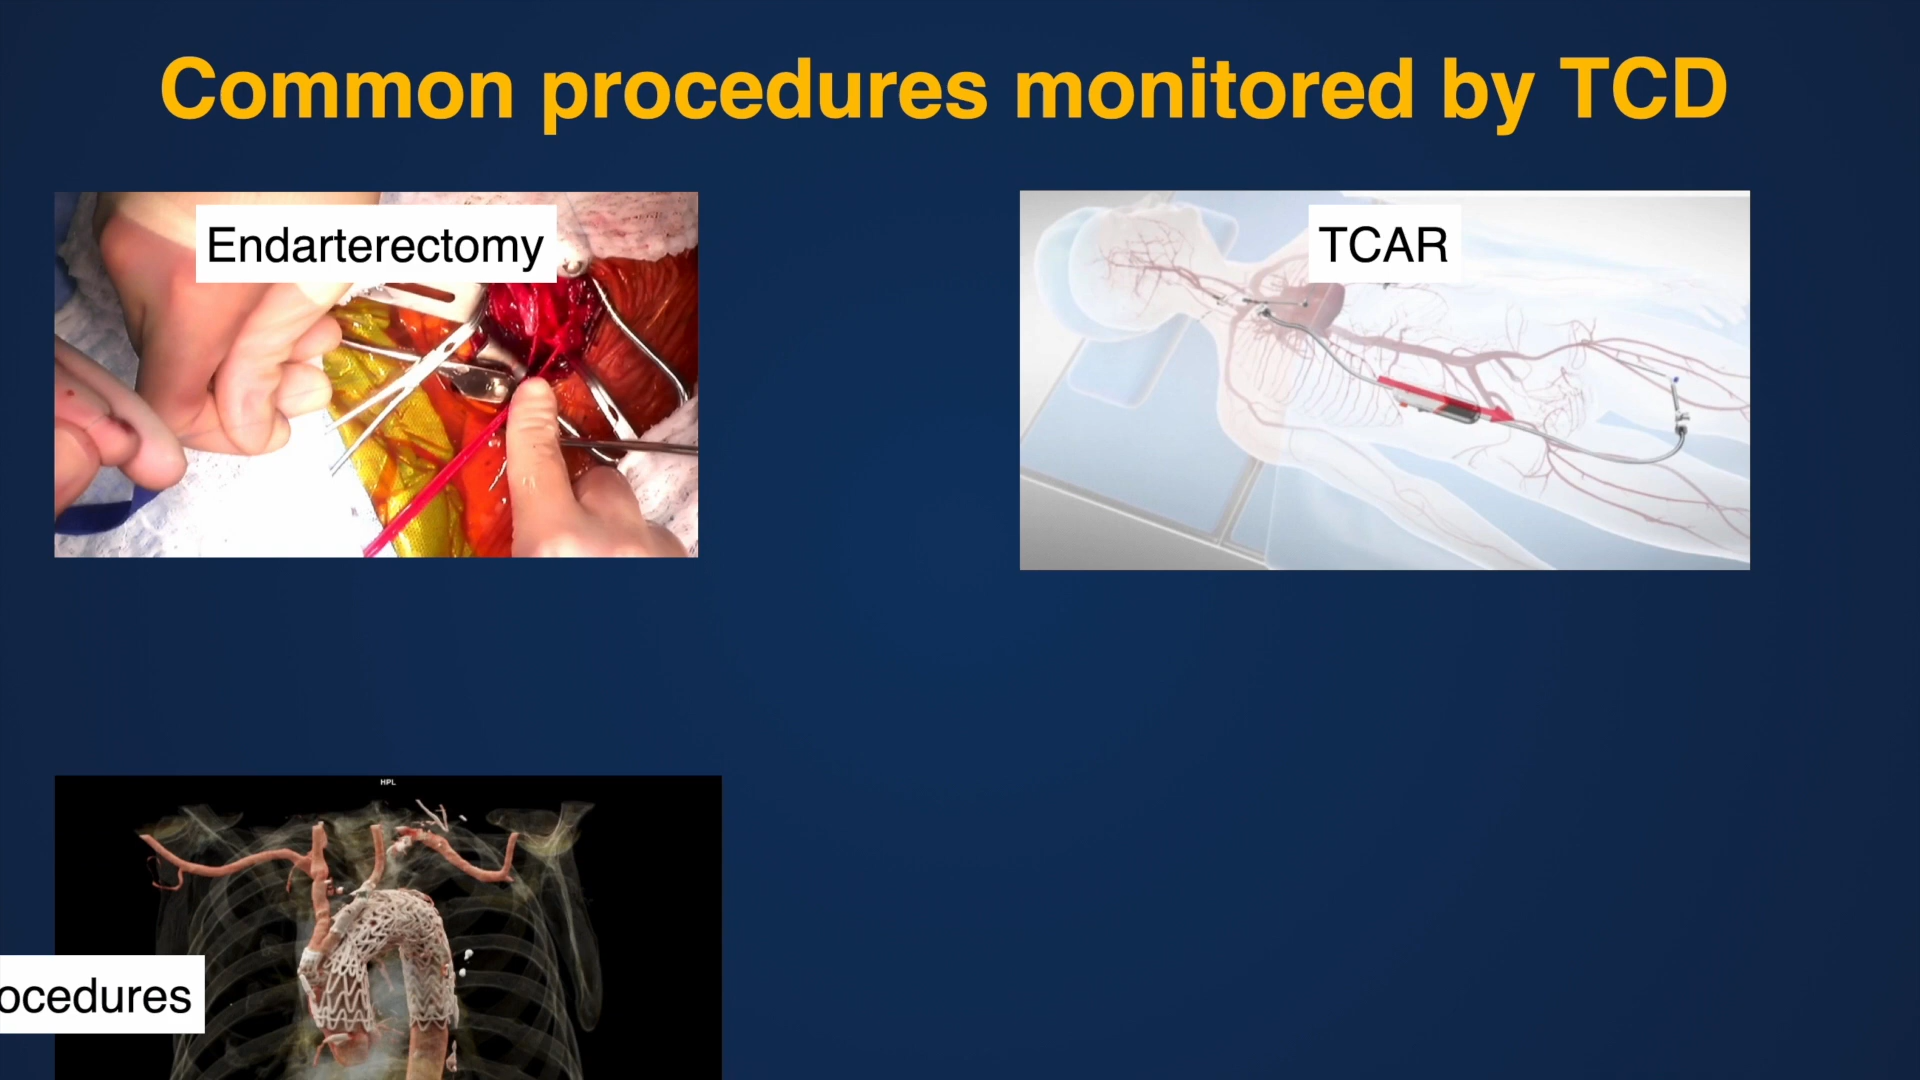 Common procedures monitored by TCD
Endarterectomy
TCAR
HPL
ocedures